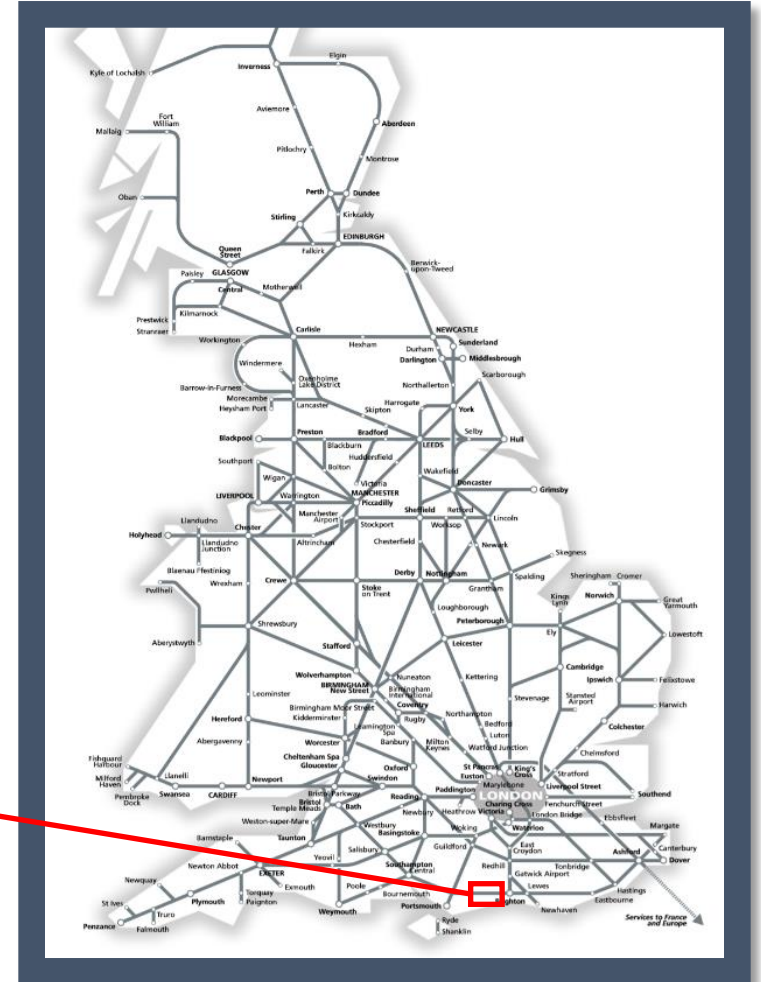 Elgin
Inverness
Kyle of Lochalsh
Aviemore
Fort
William
Aberdeen
Mallaig
Pitlochry
Montrose
Perth
Dundee
Oban
Kirkcaldy
Stirling
EDINBURGH
Queen
Street
Falkirk
Berwick-
upon-Tweed
Paisley
GLASGOW
Central
Motherwell
Prestwick
Kilmarnock
Stranraer
Carlisle
NEWCASTLE
Workington
Hexham
Sunderland
Durham
Darlington
Middlesbrough
Windermere
Scarborough
Oxenholme
Lake District
Barrow-in-Furness
Northallerton
Morecambe
Lancaster
Harrogate
Heysham Port
Skipton
York
Blackpool
Preston
Bradford
Selby
Hull
Blackburn
LEEDS
Southport
Huddersfield
Bolton
Wakefield
Wigan
Victoria
Doncaster
MANCHESTER
Grimsby
LIVERPOOL
Warrington
Piccadilly
Sheffield
Retford
Llandudno
Manchester
Airport
Lincoln
Chester
Stockport
Worksop
Holyhead
Llandudno
Junction
Altrincham
Chesterfield
Newark
Skegness
Blaenau Ffestiniog
Derby
Nottingham
Spalding
Sheringham
Cromer
Pwllheli
Wrexham
Crewe
Stoke
on Trent
Grantham
Kings
Lynn
Norwich
Great
Yarmouth
Loughborough
Peterborough
Shrewsbury
Ely
Lowestoft
Aberystwyth
Stafford
Leicester
Cambridge
Wolverhampton
Nuneaton
Kettering
Ipswich
Felixstowe
BIRMINGHAM
New Street
Birmingham
International
Stansted
Airport
Leominster
Coventry
Stevenage
Birmingham Moor Street
Harwich
Hereford
Kidderminster
Rugby
Northampton
Leamington
Spa
Bedford
Colchester
Abergavenny
Worcester
Banbury
Milton
Keynes
Luton
Watford Junction
Chelmsford
Fishguard
Harbour
Cheltenham Spa
Oxford
St Pancras
King's
Cross
Gloucester
Euston
Stratford
Milford
Haven
Llanelli
Newport
Swindon
Marylebone
Liverpool Street
Paddington
Pembroke
Dock
Swansea
CARDIFF
Bristol Parkway
Reading
LONDON
Southend
Bristol
Temple Meads
Bath
Charing Cross
Fenchurch Street
Newbury
Heathrow
Victoria
London Bridge
Ebbsfleet
Weston-super-Mare
Westbury
Waterloo
Margate
Barnstaple
Basingstoke
Woking
Taunton
Salisbury
Guildford
East
Croydon
Canterbury
Yeovil
Redhill
Tonbridge
Ashford
Dover
Newton Abbot
Southampton
Central
Gatwick Airport
EXETER
Newquay
Exmouth
Poole
Lewes
Hastings
Torquay
Bournemouth
Eastbourne
St Ives
Plymouth
Paignton
Portsmouth
Newhaven
Truro
Weymouth
Ryde
Services to France
and Europe
Penzance
Falmouth
Shanklin